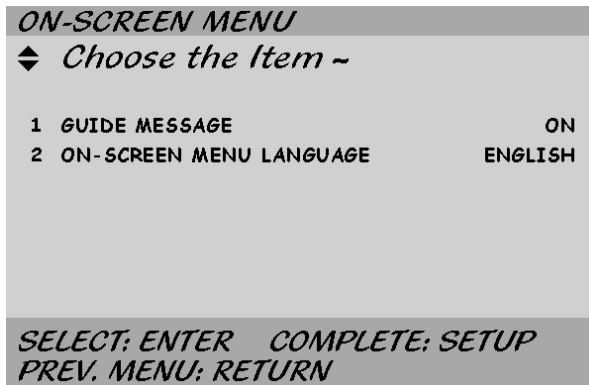 ON-SCREEN MENU
Choose the Item ~
1 GUIDE MESSAGE ON
2 ON-SCREEN MENU LANGUAGE ENGLISH
SELECT: ENTER COMPLETE: SETUP
PREV. MENU: RETURN